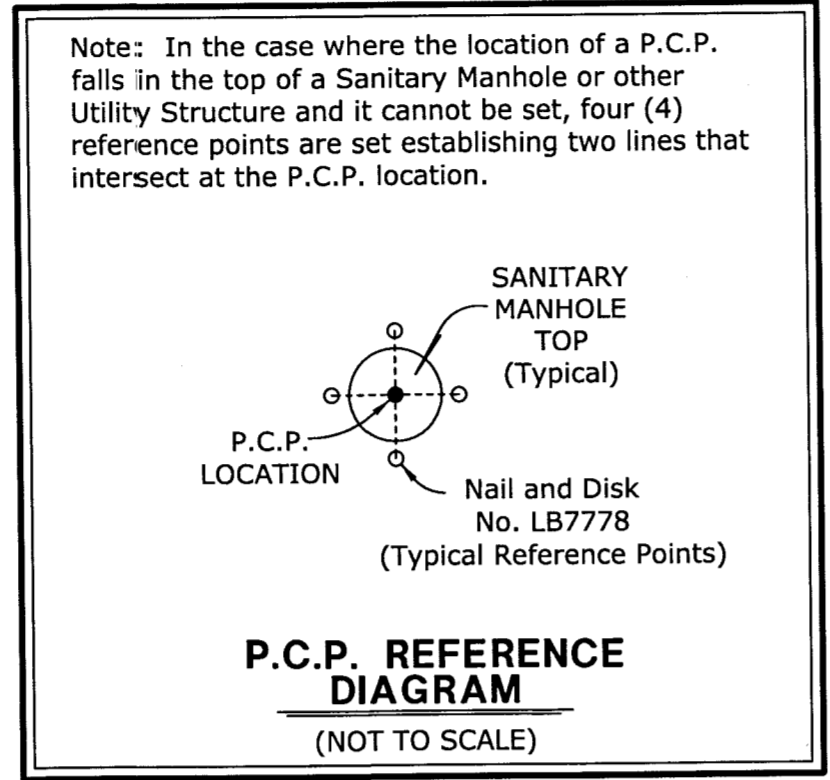 Note: In the case where the location of a P.C.P.
falls in the top of a Sanitary Manhole or other
Utility Structure and it cannot be set, four (4)
reference points are set establishing two lines that
intersect at the P.C.P. location.
SANITARY
MANHOLE
TOP
(Typical)
P.C.P.
LOCATION
Nail and Disk
No. LB7778
(Typical Reference Points)
P.C.P. REFERENCE
DIAGRAM
(NOT TO SCALE)